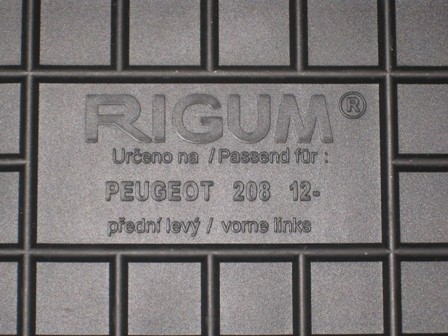 RIGUM®
Určeno na / Passend für :
PEUGEOT 208 12-
přední levý / vorne links